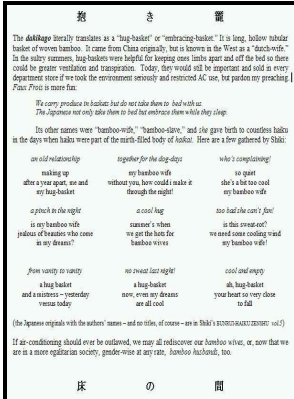 抱 き 籠
The dakikago literally translates as a "hug-basket" or "embracing-basket." It is long, hollow tubular
basket of woven bamboo. It came from China originally, but is known in the West as a "dutch-wife."
In the sultry summers, hug-baskets were helpful for keeping ones limbs apart and off the bed so there
could be greater ventilation and transpiration. Today, they would still be important and sold in every
department store if we took the environment seriously and restricted AC use, but pardon my preaching.
Faux Frois is more fun:
We carry produce in baskets but do not take them to bed with us.
The Japanese not only take them to bed but embrace them while they sleep.
Its other names were "bamboo-wife," "bamboo-slave," and she gave birth to countless haiku
in the days when haiku were part of the mirth-filled body of haikai. Here are a few gathered by Shiki:
an old relationship together for the dog-days who's complaining!
making up my bamboo wife so quiet
after a year apart, me and without you, how could i make it she's a bit too cool
my hug-basket through the night! my bamboo wife
a pinch in the night a cool hug too bad she can't fan!
is my bamboo wife summer's when is this sweat-rot?
jealous of beauties who come we get the hots for we need some cooling wind
in my dreams? bamboo wives my bamboo wife!
from vanity to vanity no sweat last night! cool and empty
a hug basket a hug-basket ah, hug-basket
and a mistress – yesterday now, even my dreams your heart so very close
versus today are all cool to full
(the Japanese originals with the authors' names – and no titles, of course – are in Shiki's BUNRUI-HAIKU ZENSHU vol.5)
If air-conditioning should ever be outlawed, we may all rediscover our bamboo wives, or, now that we
are in a more egalitarian society, gender-wise at any rate, bamboo husbands, too.
床 の 間